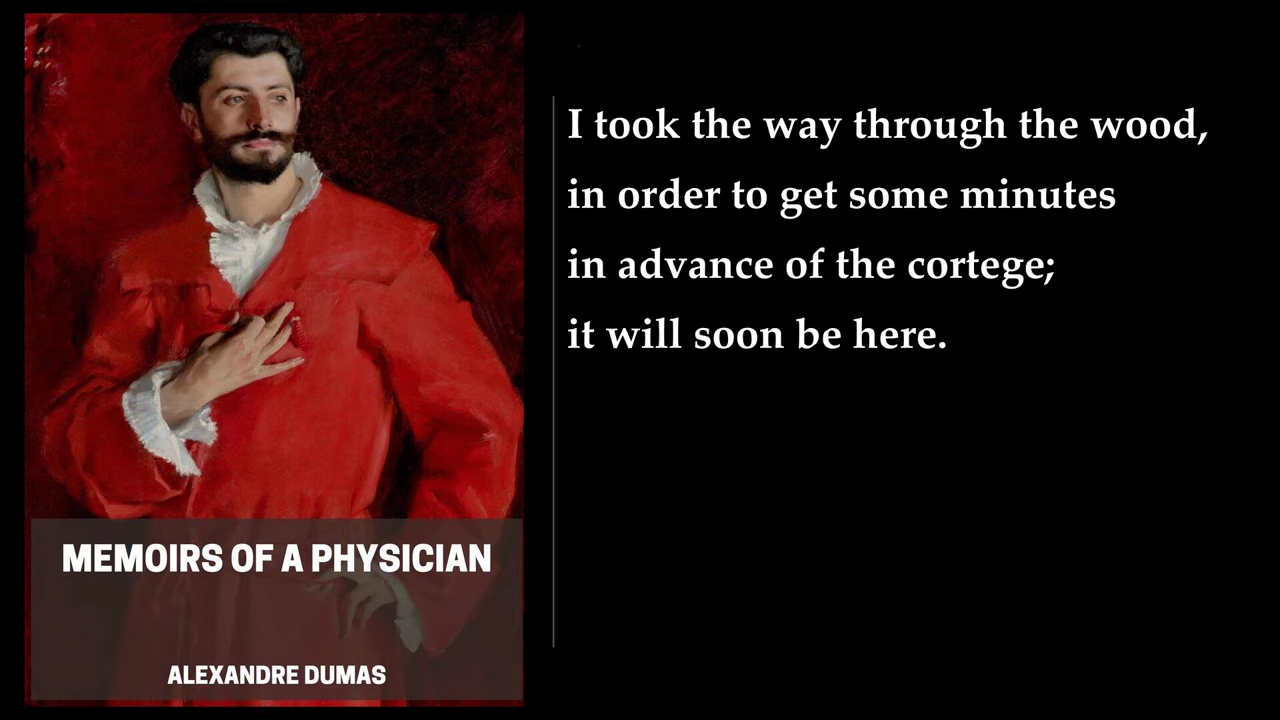 MEMOIRS OF A PHYSICIAN
ALEXANDRE DUMAS
I took the way through the wood,
in order to get some minutes
in advance of the cortege;
it will soon be here.